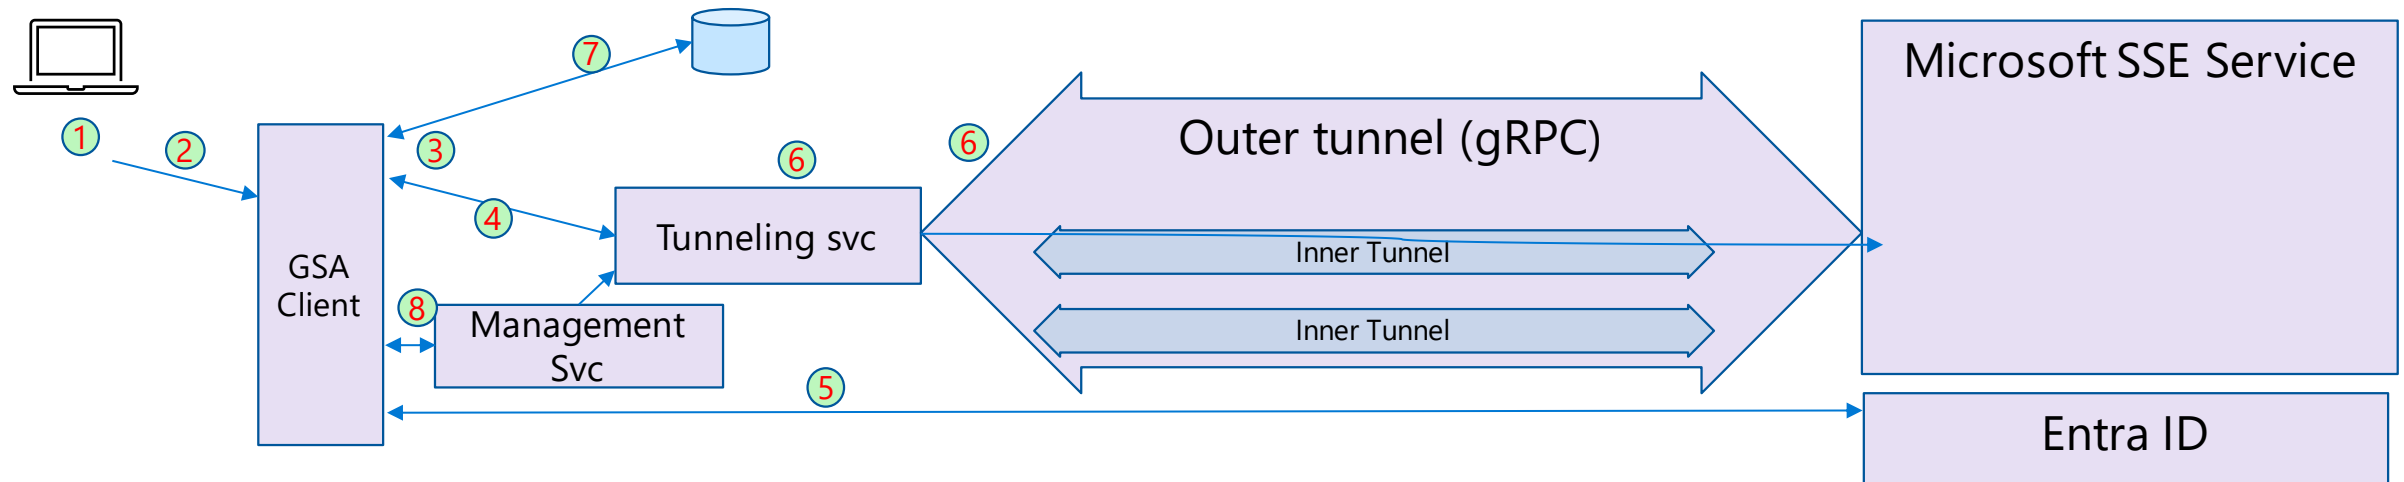 1
2
3
4
5
6
6
7
8
GSA
Client
Tunneling svc
Management
Svc
Outer tunnel (gRPC)
Inner Tunnel
Inner Tunnel
Microsoft SSE Service
Entra ID